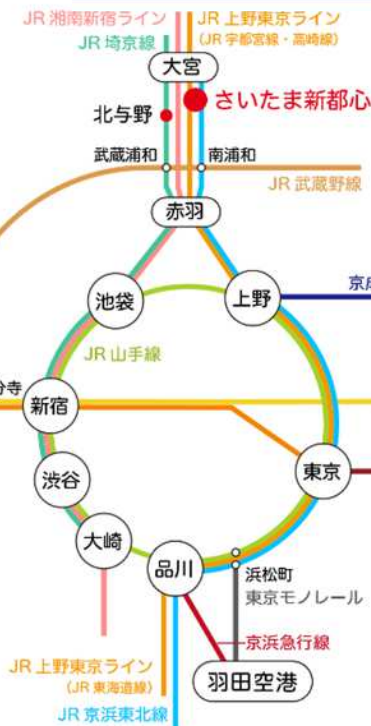 JR 湘南新宿ライン
JR 上野東京ライン
(JR 宇都宮線・高崎線)
JR 埼京線
大宮
さいたま新都心
北与野
武蔵浦和
南浦和
JR 武蔵野線
赤羽
池袋
上野
京成
JR 山手線
分寺
新宿
東京
渋谷
大崎
品川
浜松町
東京モノレール
京浜急行線
JR 上野東京ライン
(JR 東海道線)
羽田空港
JR 京浜東北線